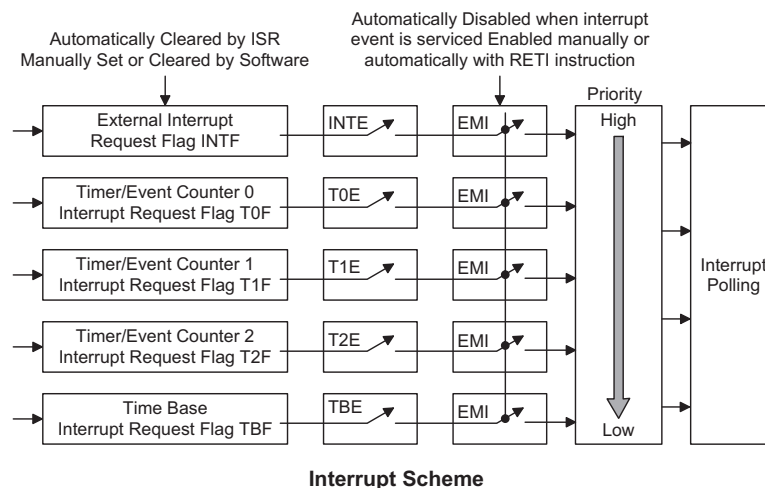 Automatically Cleared by ISR
Manually Set or Cleared by Software
Automatically Disabled when interrupt
event is serviced Enabled manually or
automatically with RETI instruction
Priority
External Interrupt
Request Flag INTF
INTE
EMI
High
Timer/Event Counter 0
Interrupt Request Flag T0F
T0E
EMI
Timer/Event Counter 1
Interrupt Request Flag T1F
T1E
EMI
Interrupt
Polling
Timer/Event Counter 2
Interrupt Request Flag T2F
T2E
EMI
Time Base
Interrupt Request Flag TBF
TBE
EMI
Low
Interrupt Scheme